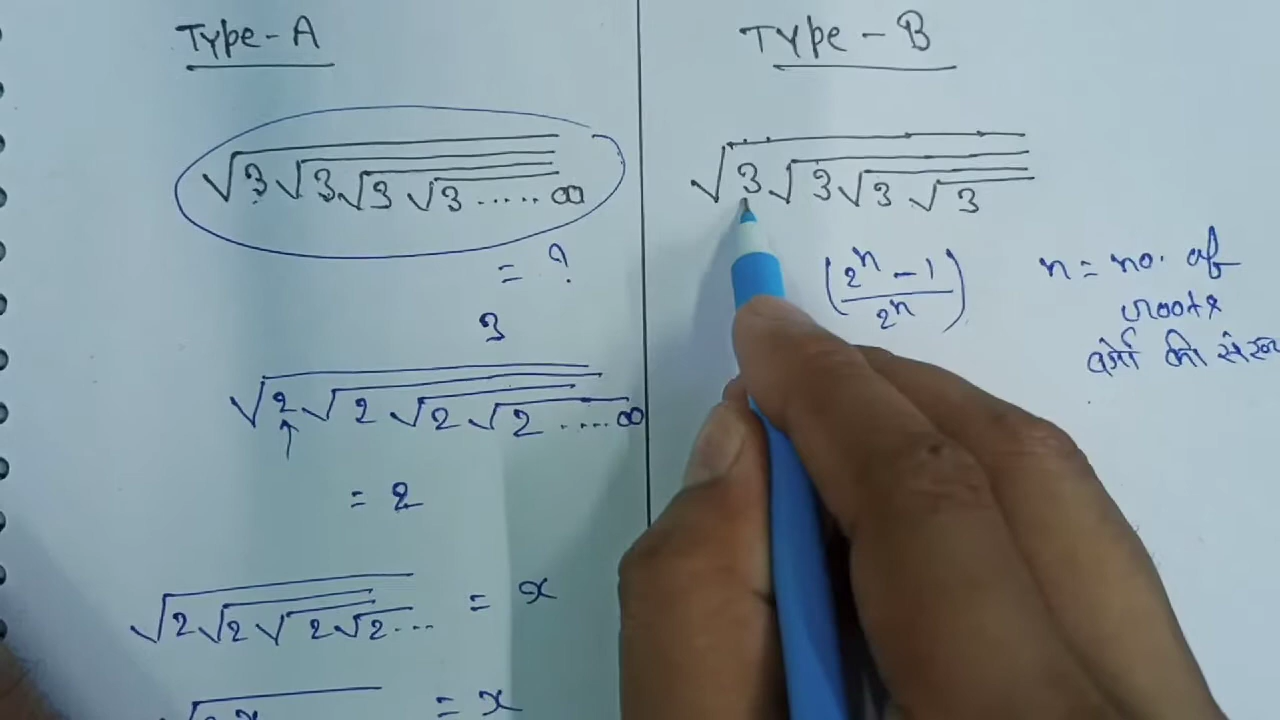 Type-A
√3√3√3√3.....∞
= ?
3
√2√2√2√2....∞
↑
= 2
√2√2√2√2... = x
= x
Type-B
√3√3√3√3
(2ⁿ-1/2ⁿ)
n = no. of
roots
की